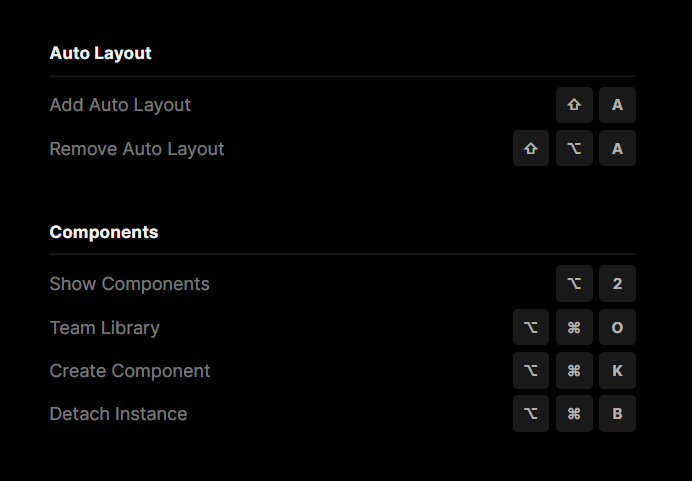 Auto Layout
Add Auto Layout ⇧ A
Remove Auto Layout ⇧ ⌥ A
Components
Show Components ⌥ 2
Team Library ⌥ ⌘ O
Create Component ⌥ ⌘ K
Detach Instance ⌥ ⌘ B